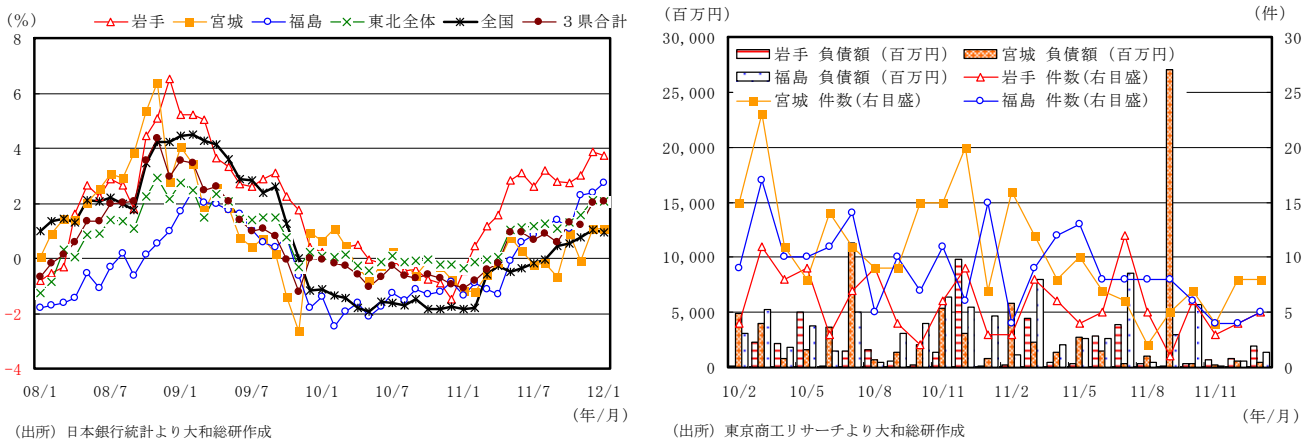 (%)
岩手 宮城 福島 東北全体 全国 3県合計
8
6
4
2
0
-2
-4
08/1 08/7 09/1 09/7 10/1 10/7 11/1 11/7 12/1
(年/月)
(出所) 日本銀行統計より大和総研作成
(百万円) (件)
岩手 負債額 (百万円) 宮城 負債額 (百万円)
福島 負債額 (百万円) 岩手 件数(右目盛)
宮城 件数(右目盛) 福島 件数(右目盛)
30,000 30
25,000 25
20,000 20
15,000 15
10,000 10
5,000 5
0 0
10/2 10/5 10/8 10/11 11/2 11/5 11/8 11/11
(年/月)
(出所) 東京商工リサーチより大和総研作成